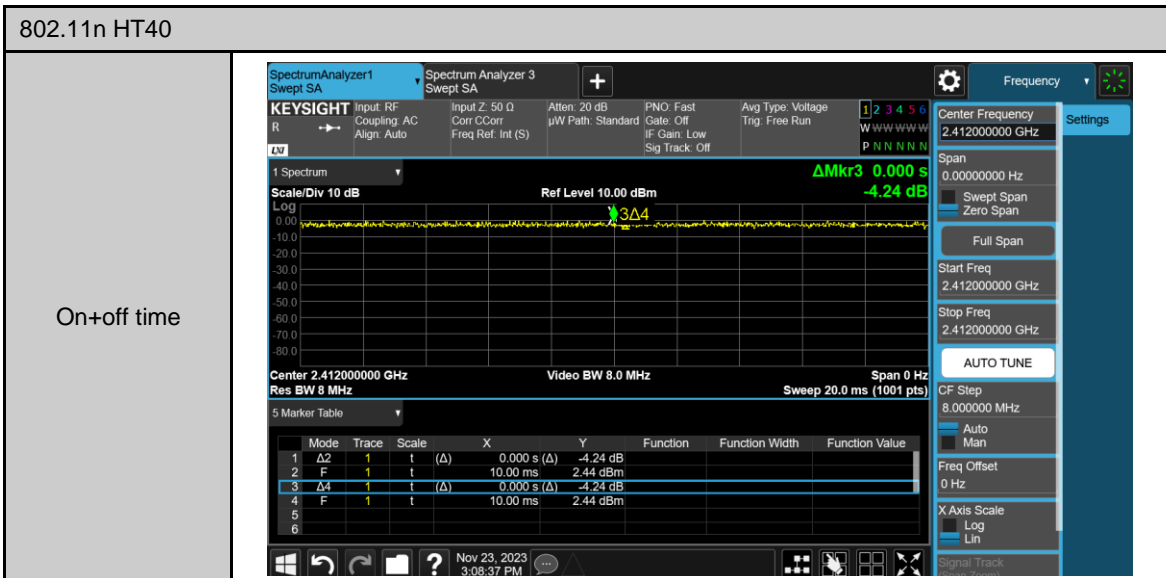 802.11n HT40
On+off time
SpectrumAnalyzer1
Swept SA
Spectrum Analyzer 3
Swept SA
Frequency
KEYSIGHT
R
LXI
Input: RF
Coupling: AC
Align: Auto
Input Z: 50 Ω
Corr CCorr
Freq Ref: Int (S)
Atten: 20 dB
µW Path: Standard
PNO: Fast
Gate: Off
IF Gain: Low
Sig Track: Off
Avg Type: Voltage
Trig: Free Run
1 2 3 4 5 6
W W W W W W
P N N N N N
1 Spectrum
ΔMkr3 0.000 s
Scale/Div 10 dB
Ref Level 10.00 dBm
-4.24 dB
Log
3Δ4
0.00
-10.0
-20.0
-30.0
-40.0
-50.0
-60.0
-70.0
-80.0
Center 2.412000000 GHz
Video BW 8.0 MHz
Span 0 Hz
Res BW 8 MHz
Sweep 20.0 ms (1001 pts)
5 Marker Table
Mode Trace Scale X Y Function Function Width Function Value
1 Δ2 1 t (Δ) 0.000 s (Δ) -4.24 dB
2 F 1 t 10.00 ms 2.44 dBm
3 Δ4 1 t (Δ) 0.000 s (Δ) -4.24 dB
4 F 1 t 10.00 ms 2.44 dBm
5
6
?
Nov 23, 2023
3:08:37 PM
Center Frequency
2.412000000 GHz
Settings
Span
0.00000000 Hz
Swept Span
Zero Span
Full Span
Start Freq
2.412000000 GHz
Stop Freq
2.412000000 GHz
AUTO TUNE
CF Step
8.000000 MHz
Auto
Man
Freq Offset
0 Hz
X Axis Scale
Log
Lin
Signal Track
(Span Zoom)